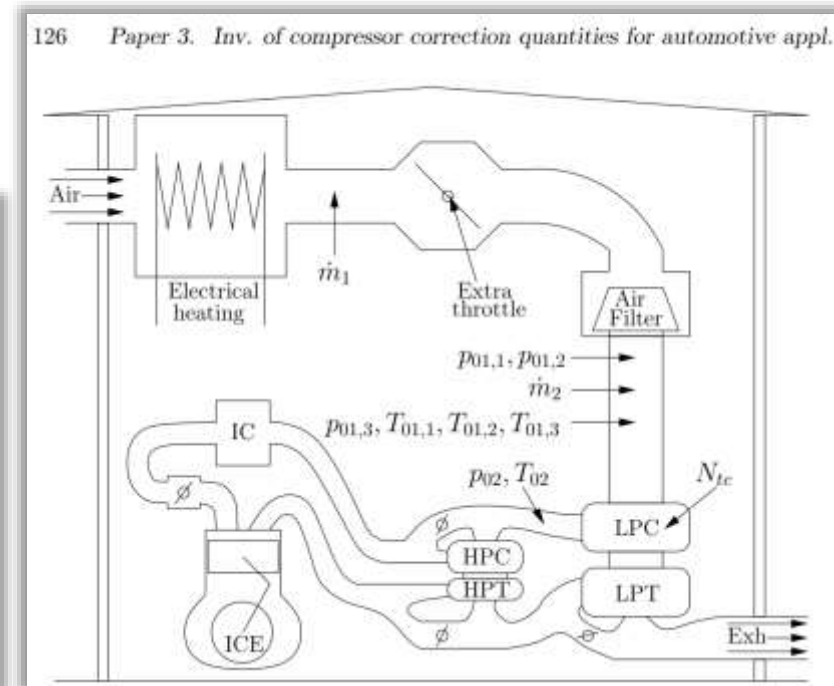 126 Paper 3. Inv. of compressor correction quantities for automotive appl.
Air
Electrical
heating
ṁ₁
Extra
throttle
Air
Filter
p₀₁,₁, p₀₁,₂
ṁ₂
p₀₁,₃, T₀₁,₁, T₀₁,₂, T₀₁,₃
IC
p₀₂, T₀₂
N_tc
LPC
HPC
HPT
LPT
ICE
Exh